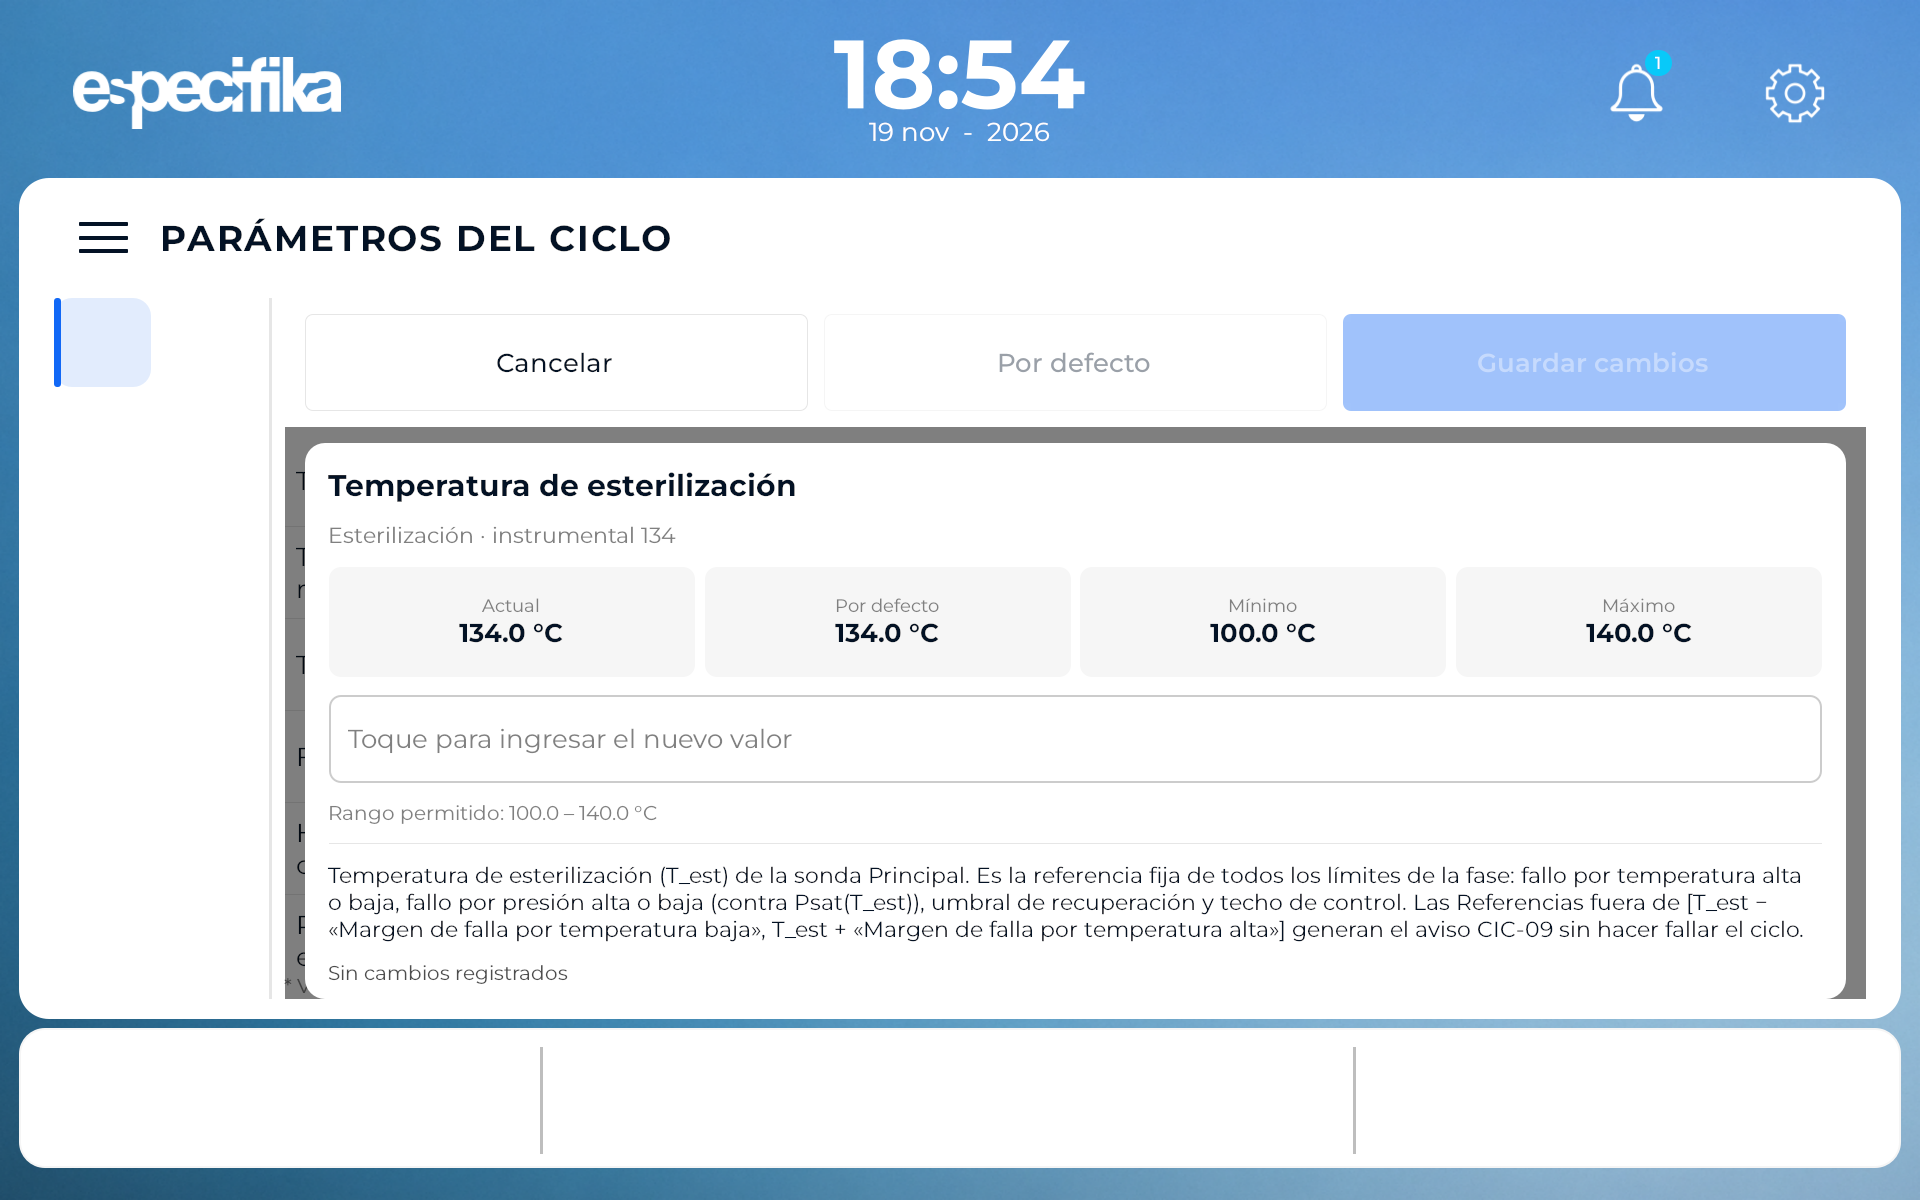 especifika
18:54
19 nov - 2026
1
PARÁMETROS DEL CICLO
Cancelar
Por defecto
Guardar cambios
Temperatura de esterilización
Esterilización · instrumental 134
Actual
134.0 °C
Por defecto
134.0 °C
Mínimo
100.0 °C
Máximo
140.0 °C
Toque para ingresar el nuevo valor
Rango permitido: 100.0 – 140.0 °C
Temperatura de esterilización (T_est) de la sonda Principal. Es la referencia fija de todos los límites de la fase: fallo por temperatura alta
o baja, fallo por presión alta o baja (contra Psat(T_est)), umbral de recuperación y techo de control. Las Referencias fuera de [T_est −
«Margen de falla por temperatura baja», T_est + «Margen de falla por temperatura alta»] generan el aviso CIC-09 sin hacer fallar el ciclo.
Sin cambios registrados